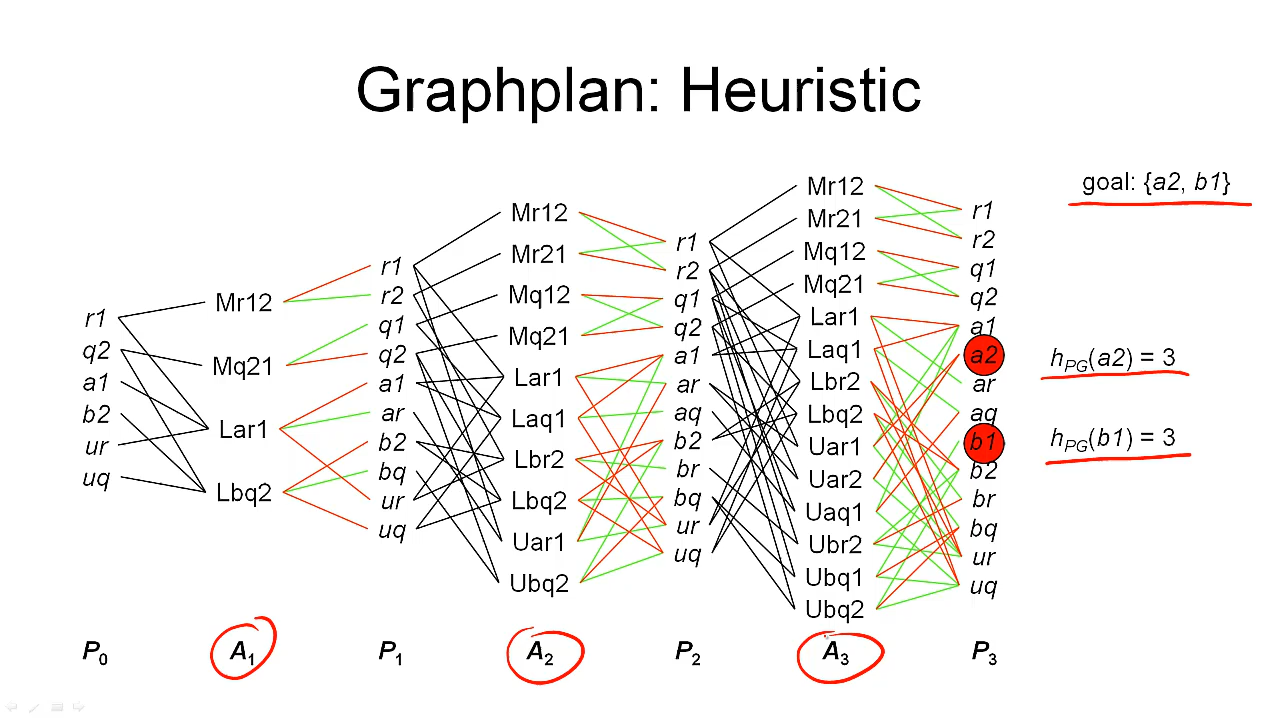 Graphplan: Heuristic
goal: {a2, b1}
r1
q2
a1
b2
ur
uq
P0
Mr12
Mq21
Lar1
Lbq2
A1
r1
r2
q1
q2
a1
ar
b2
bq
ur
uq
P1
Mr12
Mr21
Mq12
Mq21
Lar1
Laq1
Lbr2
Lbq2
Uar1
Ubq2
A2
r1
r2
q1
q2
a1
ar
aq
b2
br
bq
ur
uq
P2
Mr12
Mr21
Mq12
Mq21
Lar1
Laq1
Lbr2
Lbq2
Uar1
Uar2
Uaq1
Ubr2
Ubq1
Ubq2
A3
r1
r2
q1
q2
a1
a2
ar
aq
b1
b2
br
bq
ur
uq
P3
hPG(a2) = 3
hPG(b1) = 3